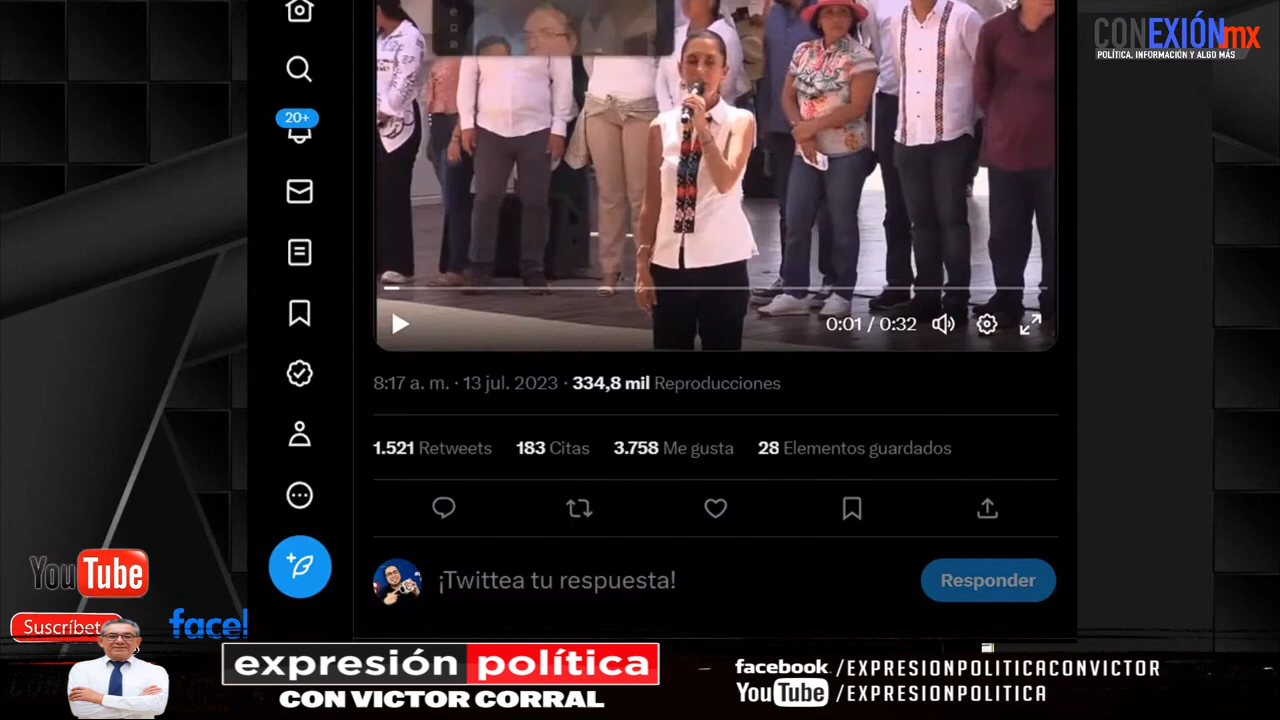 CONEXIÓNmx
POLÍTICA, INFORMACIÓN Y ALGO MÁS
20+
0:01 / 0:32
8:17 a. m. · 13 jul. 2023 · 334,8 mil Reproducciones
1.521 Retweets 183 Citas 3.758 Me gusta 28 Elementos guardados
¡Twittea tu respuesta!
Responder
YouTube
Suscríbet
facel
expresión política
CON VICTOR CORRAL
facebook /EXPRESIONPOLITICACONVICTOR
YouTube /EXPRESIONPOLITICA